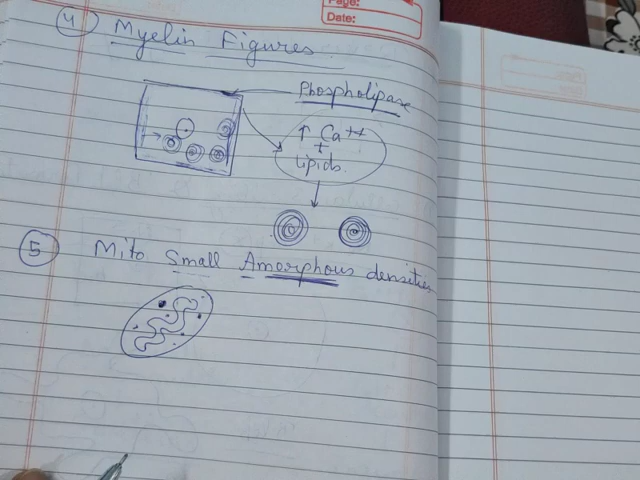 Page:
Date:
4 Myelin Figures.
Phospholipase
↑ Ca++
+
Lipids.
5 Mito Small Amorphous densities